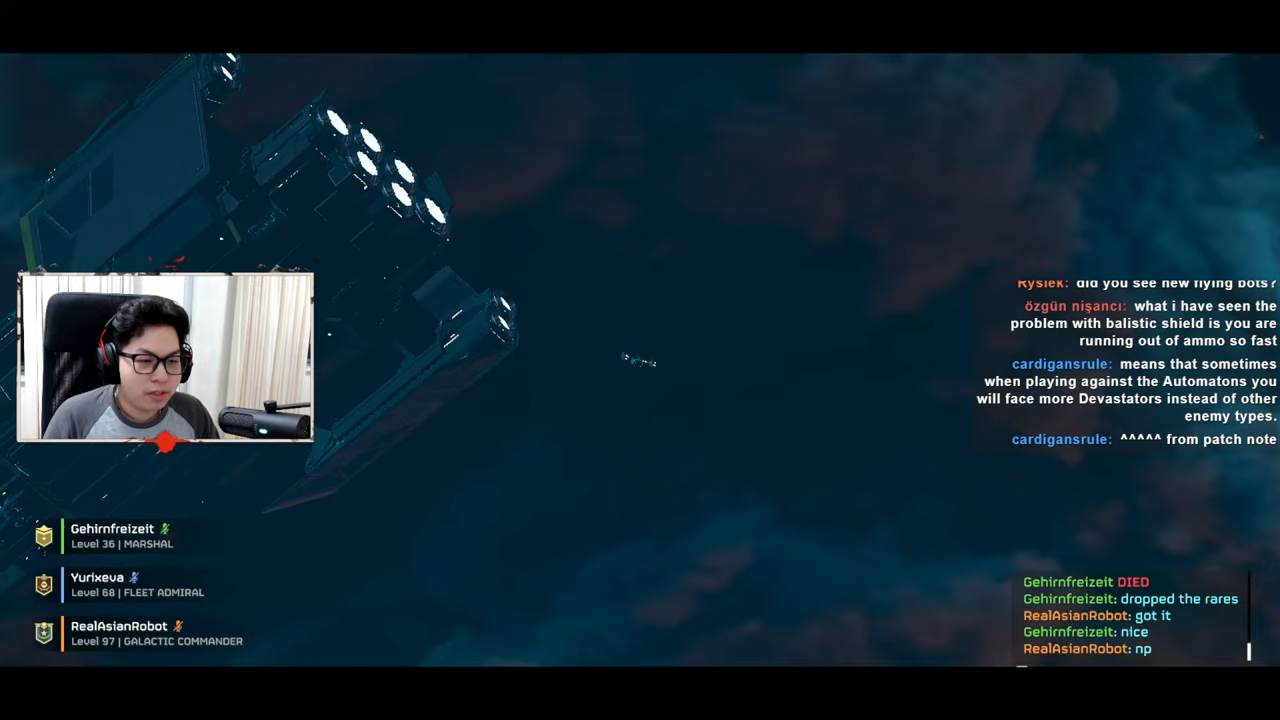 Rysiek: did you see new flying bots?
özgün nişancı: what i have seen the
problem with balistic shield is you are
running out of ammo so fast
cardigansrule: means that sometimes
when playing against the Automatons you
will face more Devastators instead of other
enemy types.
cardigansrule: ^^^^^ from patch note
Gehirnfreizeit
Level 36 | MARSHAL
Yurixeva
Level 68 | FLEET ADMIRAL
RealAsianRobot
Level 97 | GALACTIC COMMANDER
Gehirnfreizeit DIED
Gehirnfreizeit: dropped the rares
RealAsianRobot: got it
Gehirnfreizeit: nice
RealAsianRobot: np